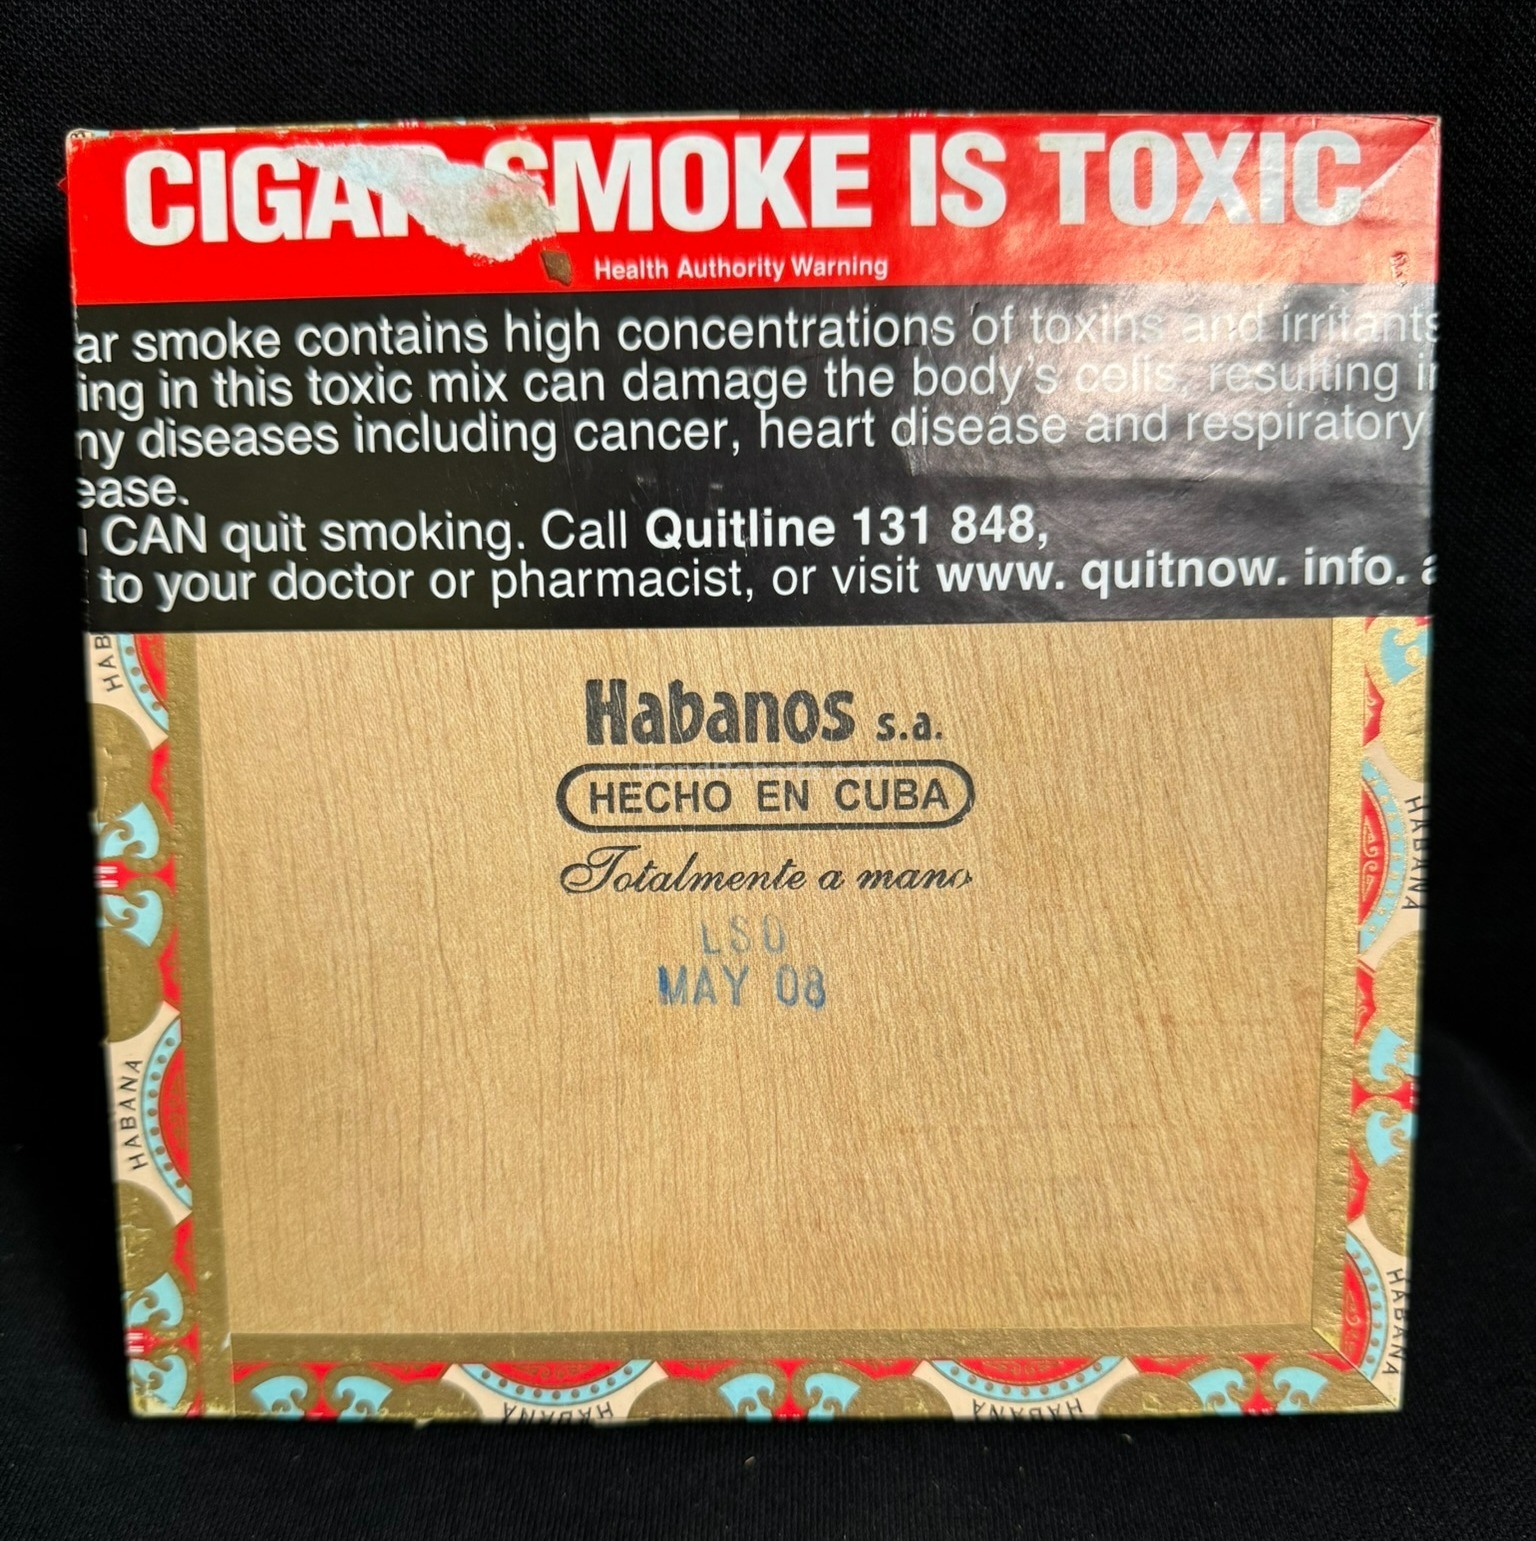 CIGAR SMOKE IS TOXIC
Health Authority Warning
ar smoke contains high concentrations of toxins and irritants
ing in this toxic mix can damage the body's cells, resulting in
ny diseases including cancer, heart disease and respiratory
ease.
CAN quit smoking. Call Quitline 131 848,
to your doctor or pharmacist, or visit www. quitnow. info. a
HAB
Habanos s.a.
HECHO EN CUBA
Totalmente a mano
HABANA
LSO
MAY 08
HABANA
HABANA
HABANA
HABANA